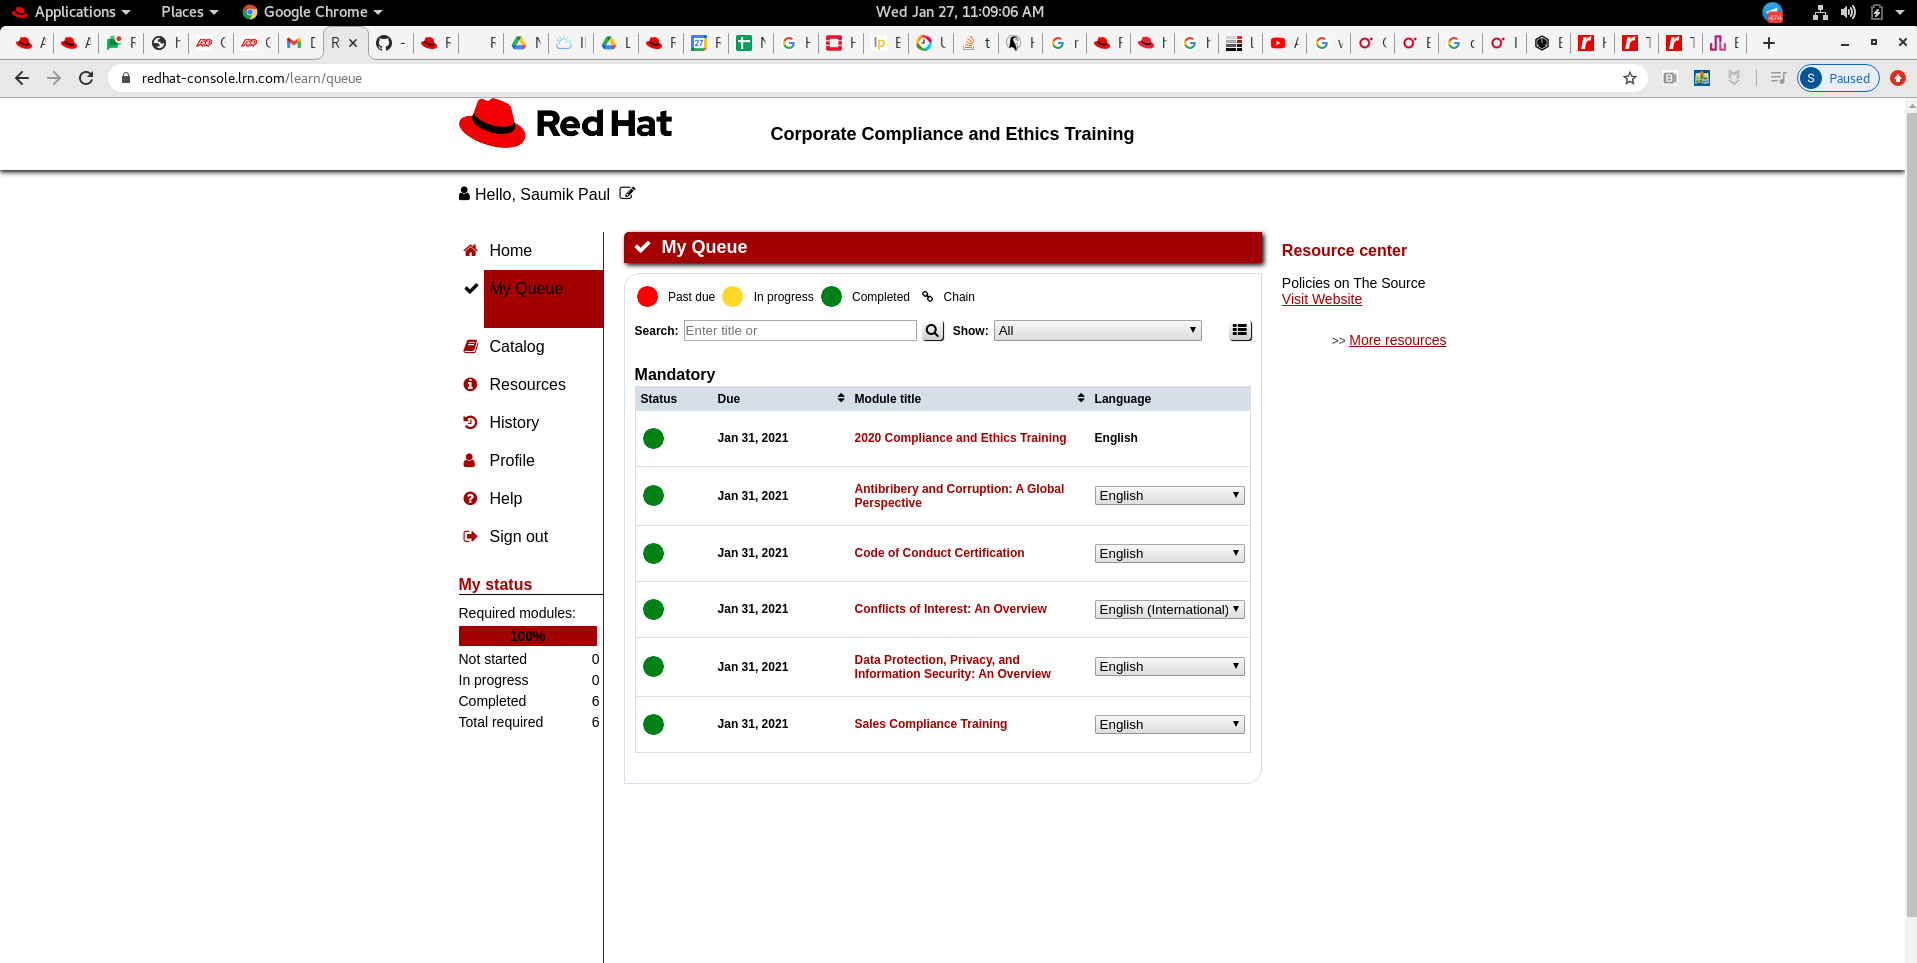 Applications Places Google Chrome Wed Jan 27, 11:09:06 AM
redhat-console.lrn.com/learn/queue Paused
Red Hat
Corporate Compliance and Ethics Training
Hello, Saumik Paul
Home
My Queue
Catalog
Resources
History
Profile
Help
Sign out
My status
Required modules:
100%
Not started 0
In progress 0
Completed 6
Total required 6
My Queue
Past due In progress Completed Chain
Search: Enter title or Show: All
Mandatory
Status Due Module title Language
Jan 31, 2021 2020 Compliance and Ethics Training English
Jan 31, 2021 Antibribery and Corruption: A Global
Perspective English
Jan 31, 2021 Code of Conduct Certification English
Jan 31, 2021 Conflicts of Interest: An Overview English (International)
Jan 31, 2021 Data Protection, Privacy, and
Information Security: An Overview English
Jan 31, 2021 Sales Compliance Training English
Resource center
Policies on The Source
Visit Website
>> More resources